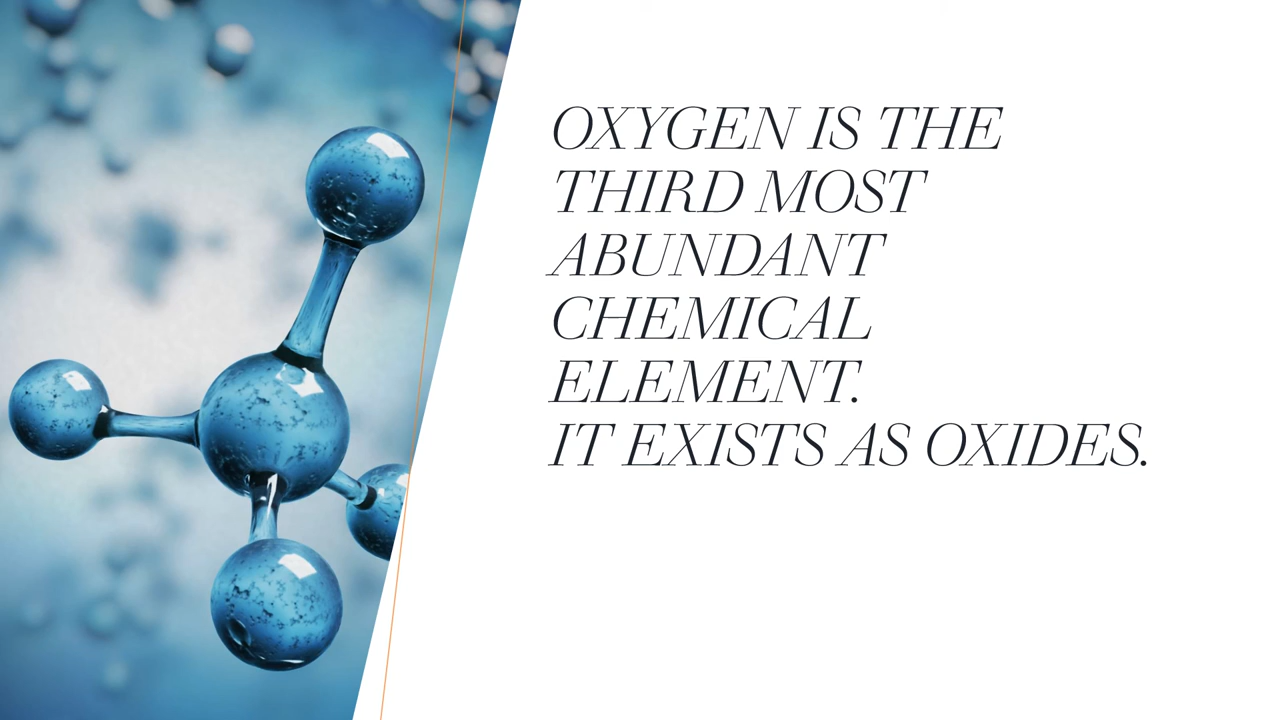 OXYGEN IS THE
THIRD MOST
ABUNDANT
CHEMICAL
ELEMENT.
IT EXISTS AS OXIDES.